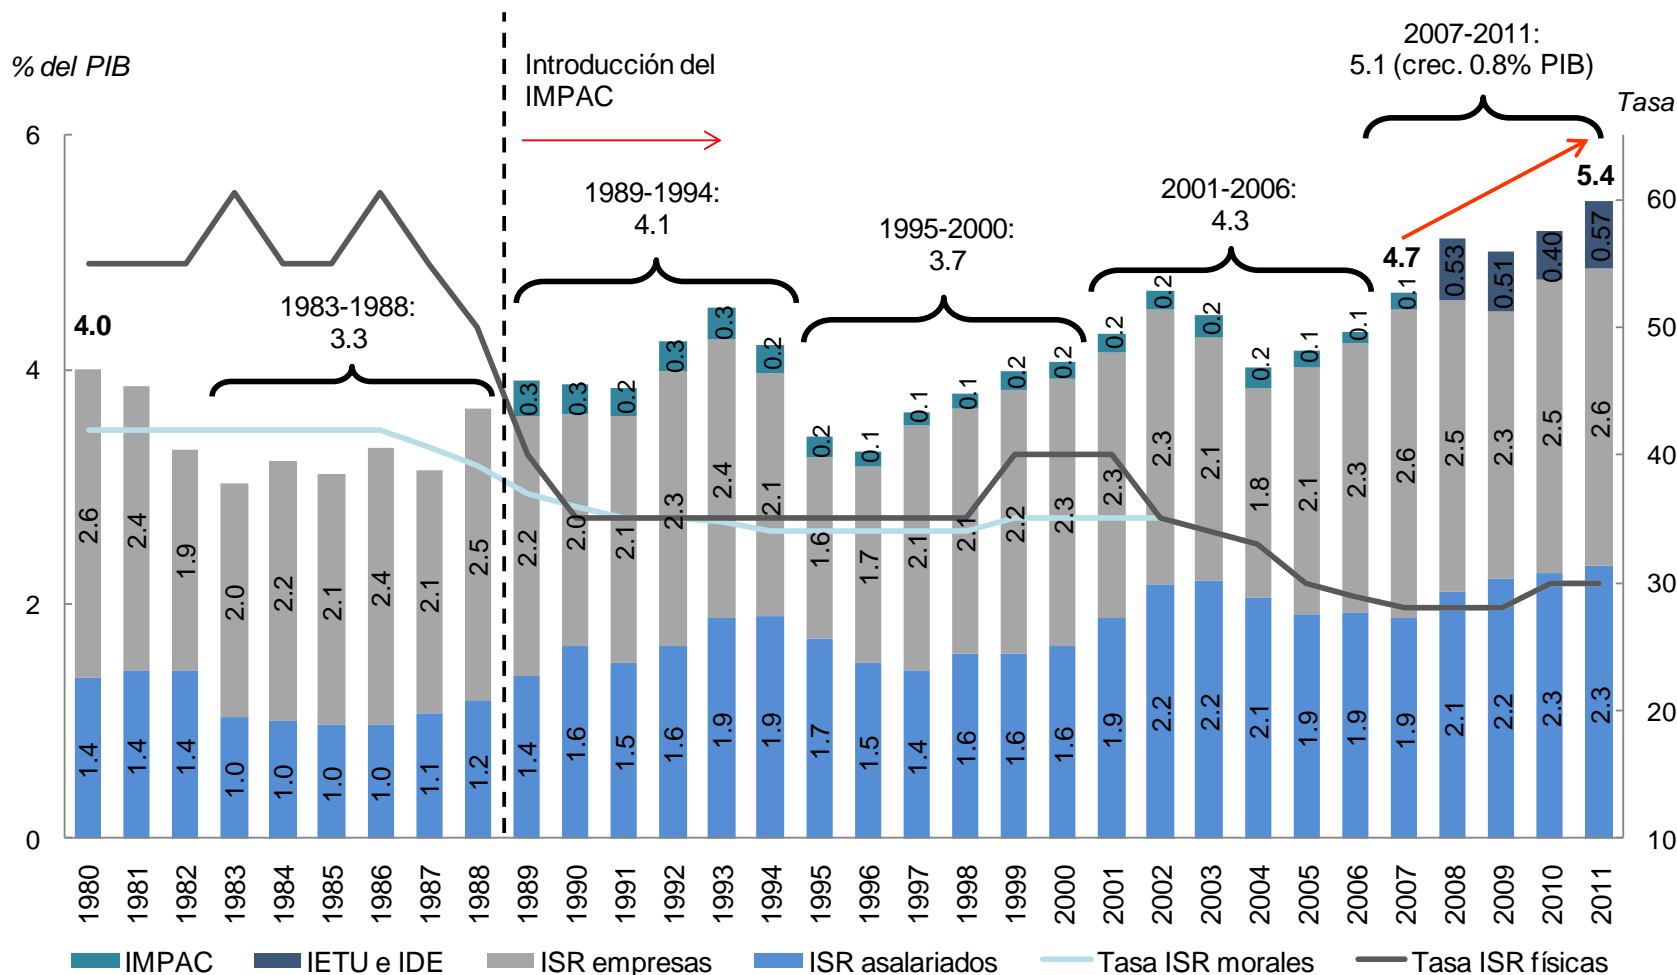 % del PIB
Introducción del
IMPAC
2007-2011:
5.1 (crec. 0.8% PIB)
Tasa
1989-1994:
4.1
2001-2006:
4.3
1995-2000:
3.7
1983-1988:
3.3
4.0
4.7
5.4
6
4
2
0
60
50
40
30
20
10
0.3 0.3 0.2 0.3 0.3 0.2 0.2 0.1 0.1 0.1 0.2 0.2 0.2 0.2 0.2 0.2 0.1 0.1 0.1 0.53 0.51 0.40 0.57
2.6 2.4 1.9 2.0 2.2 2.1 2.4 2.1 2.5 2.2 2.0 2.1 2.3 2.4 2.1 1.6 1.7 2.1 2.1 2.2 2.3 2.3 2.3 2.1 1.8 2.1 2.3 2.6 2.5 2.3 2.5 2.6
1.4 1.4 1.4 1.0 1.0 1.0 1.0 1.1 1.2 1.4 1.6 1.5 1.6 1.9 1.9 1.7 1.5 1.4 1.6 1.6 1.6 1.9 2.2 2.2 2.1 1.9 1.9 1.9 2.1 2.2 2.3 2.3
1980 1981 1982 1983 1984 1985 1986 1987 1988 1989 1990 1991 1992 1993 1994 1995 1996 1997 1998 1999 2000 2001 2002 2003 2004 2005 2006 2007 2008 2009 2010 2011
IMPAC IETU e IDE ISR empresas ISR asalariados Tasa ISR morales Tasa ISR físicas